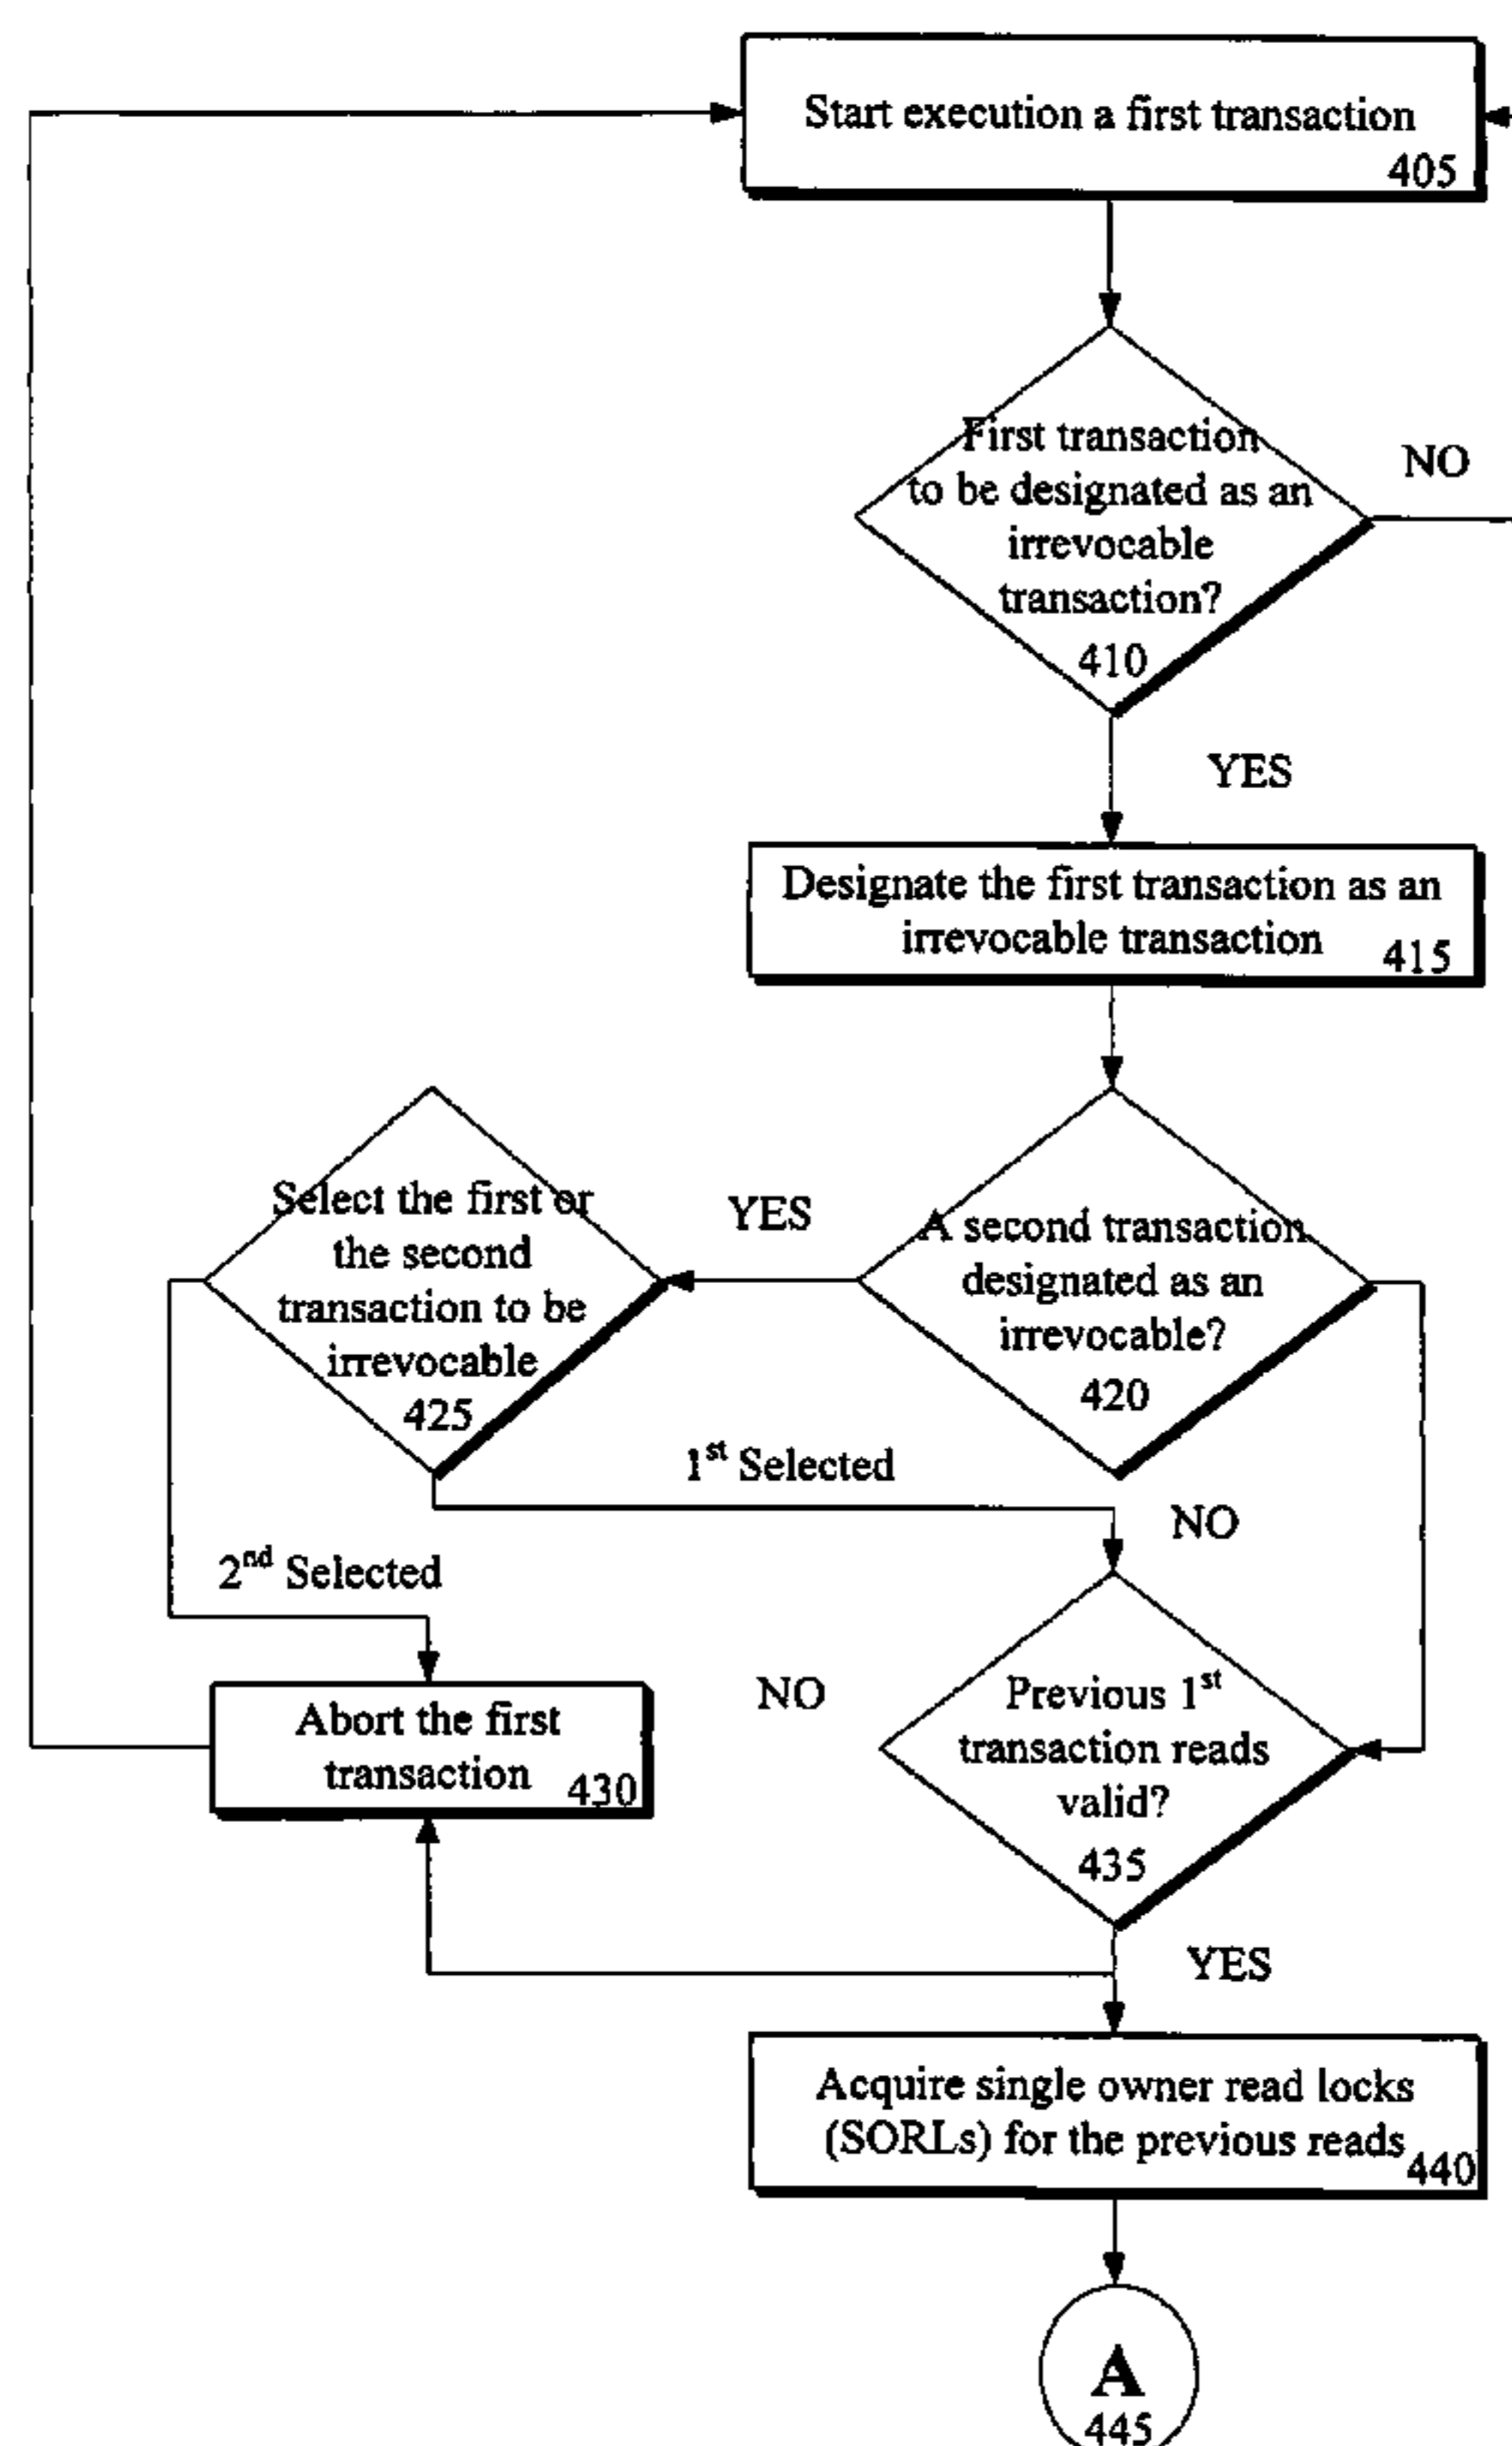 Start execution a first transaction
405
First transaction
to be designated as an
irrevocable
transaction?
410
NO
YES
Designate the first transaction as an
irrevocable transaction
415
Select the first or
the second
transaction to be
irrevocable
425
YES
A second transaction
designated as an
irrevocable?
420
1st Selected
NO
2nd Selected
Abort the first
transaction
430
NO
Previous 1st
transaction reads
valid?
435
YES
Acquire single owner read locks
(SORLs) for the previous reads
440
A
445